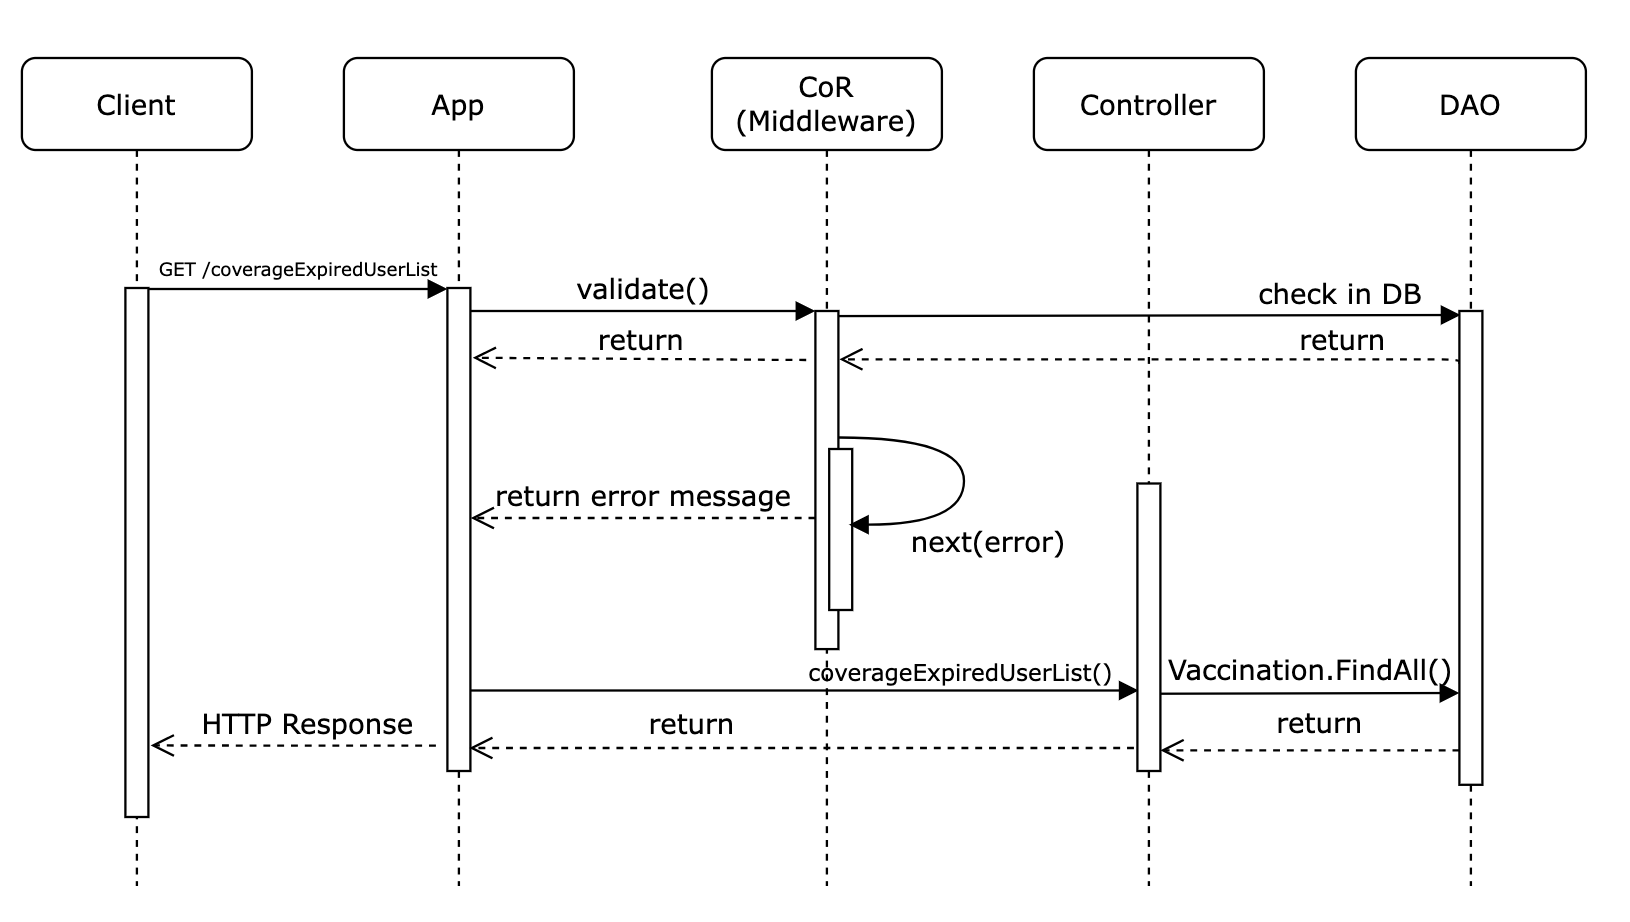 Client
App
CoR
(Middleware)
Controller
DAO
GET /coverageExpiredUserList
validate()
check in DB
return
return
return error message
next(error)
coverageExpiredUserList()
Vaccination.FindAll()
HTTP Response
return
return